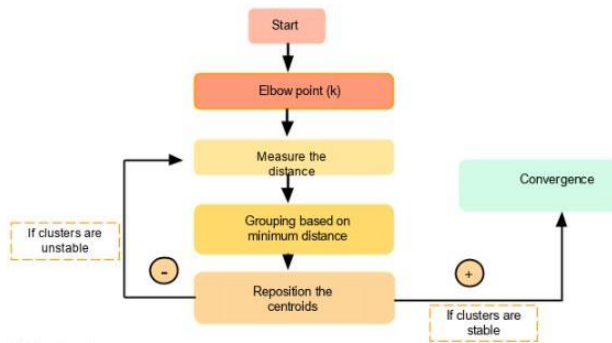 Start
Elbow point (k)
Measure the
distance
Convergence
Grouping based on
minimum distance
If clusters are
unstable
-
+
Reposition the
centroids
If clusters are
stable